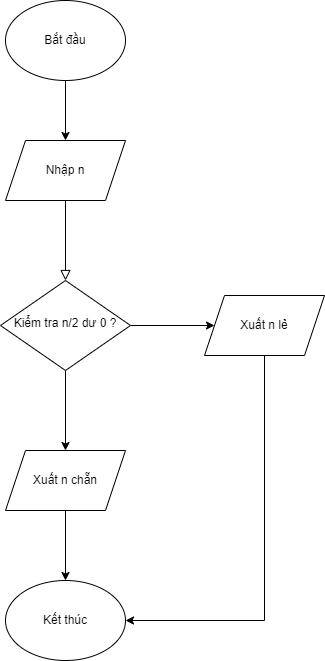 Bắt đầu
Nhập n
Kiểm tra n/2 dư 0 ?
Xuất n lẻ
Xuất n chẵn
Kết thúc